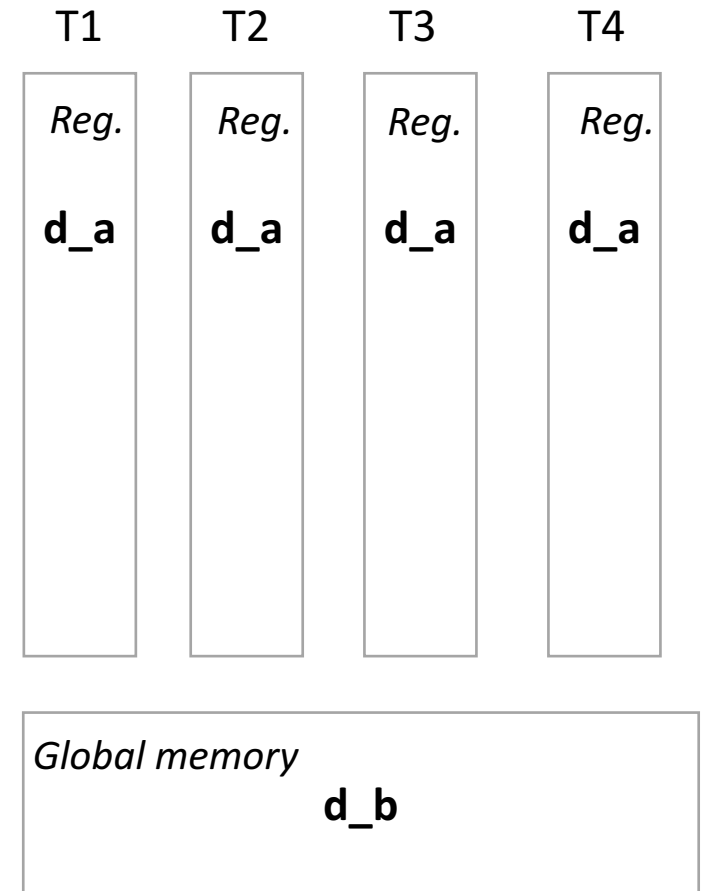 T1 T2 T3 T4
Reg. Reg. Reg. Reg.
d_a d_a d_a d_a
Global memory
d_b